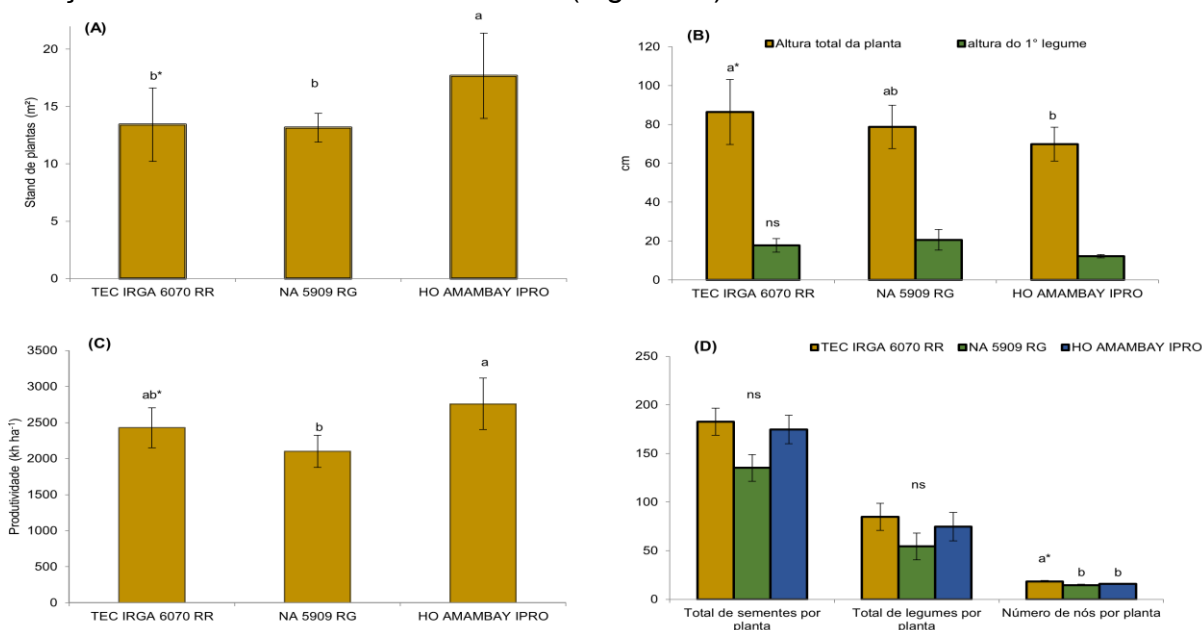 (A)
Stand de plantas (m²)
20
15
10
5
0
b*
b
a
TEC IRGA 6070 RR
NA 5909 RG
HO AMAMBAY IPRO
(B)
Altura total da planta
altura do 1° legume
cm
120
100
80
60
40
20
0
a*
ab
b
ns
TEC IRGA 6070 RR
NA 5909 RG
HO AMAMBAY IPRO
(C)
Produtividade (kh ha⁻¹)
3500
3000
2500
2000
1500
1000
500
0
ab*
b
a
TEC IRGA 6070 RR
NA 5909 RG
HO AMAMBAY IPRO
(D)
TEC IRGA 6070 RR
NA 5909 RG
HO AMAMBAY IPRO
250
200
150
100
50
0
ns
ns
a*
b
b
Total de sementes por
planta
Total de legumes por
planta
Número de nós por planta